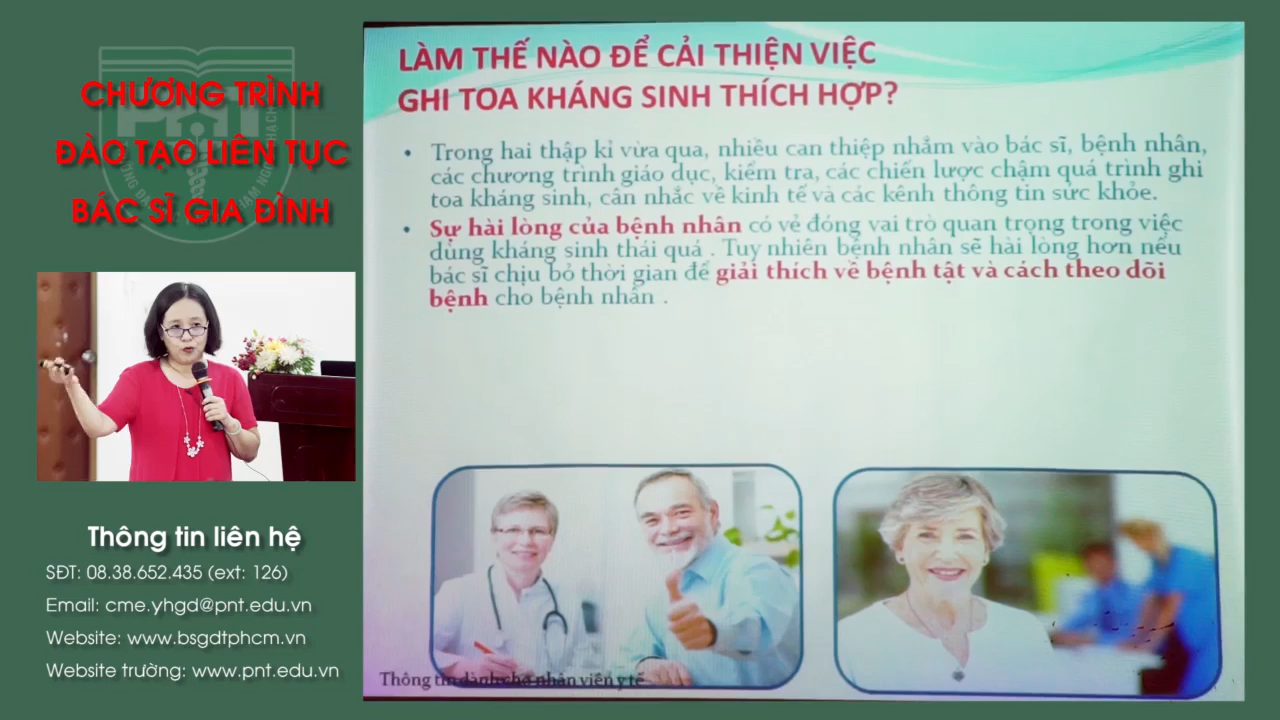 CHƯƠNG TRÌNH
ĐÀO TẠO LIÊN TỤC
BÁC SĨ GIA ĐÌNH
Thông tin liên hệ
SĐT: 08.38.652.435 (ext: 126)
Email: cme.yhgd@pnt.edu.vn
Website: www.bsgdtphcm.vn
Website trường: www.pnt.edu.vn
LÀM THẾ NÀO ĐỂ CẢI THIỆN VIỆC
GHI TOA KHÁNG SINH THÍCH HỢP?
• Trong hai thập kỉ vừa qua, nhiều can thiệp nhắm vào bác sĩ, bệnh nhân,
các chương trình giáo dục, kiểm tra, các chiến lược chậm quá trình ghi
toa kháng sinh, cân nhắc về kinh tế và các kênh thông tin sức khỏe.
• Sự hài lòng của bệnh nhân có vẻ đóng vai trò quan trọng trong việc
dùng kháng sinh thái quá . Tuy nhiên bệnh nhân sẽ hài lòng hơn nếu
bác sĩ chịu bỏ thời gian để giải thích về bệnh tật và cách theo dõi
bệnh cho bệnh nhân .
Thông tin dành cho nhân viên y tế